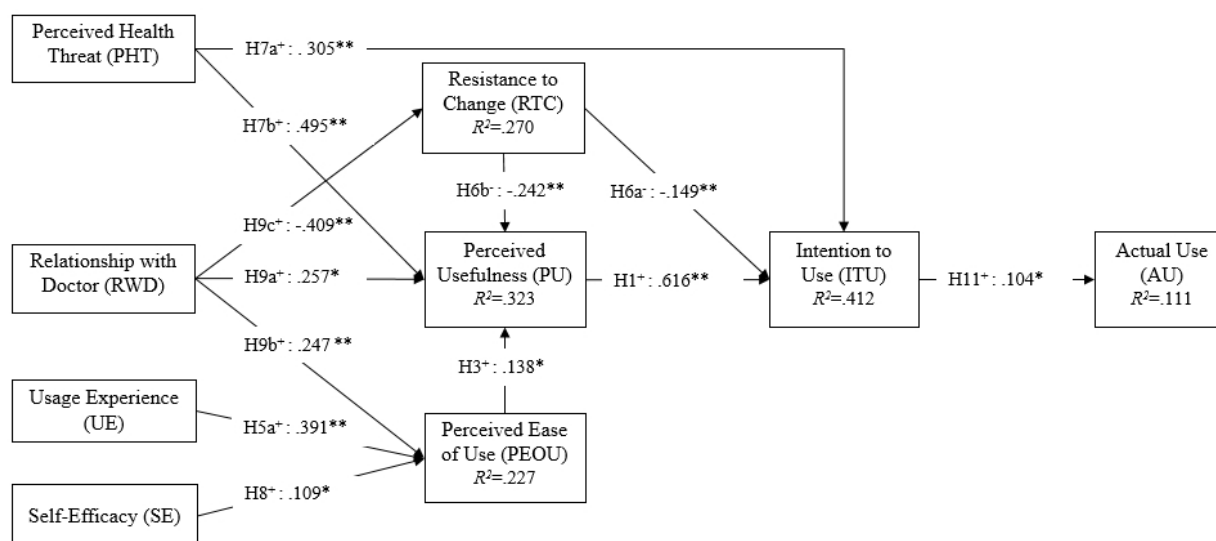 Perceived Health
Threat (PHT)
H7a⁺ : . 305**
Resistance to
Change (RTC)
R²=.270
H7b⁺ : .495**
H6b⁻ : -.242**
H6a⁻ : -.149**
H9c⁺ : -.409**
Relationship with
Doctor (RWD)
H9a⁺ : .257*
Perceived
Usefulness (PU)
R²=.323
H1⁺ : .616**
Intention to
Use (ITU)
R²=.412
H11⁺ : .104*
Actual Use
(AU)
R²=.111
H9b⁺ : .247 **
H3⁺ : .138*
Usage Experience
(UE)
H5a⁺ : .391**
Perceived Ease
of Use (PEOU)
R²=.227
H8⁺ : .109*
Self-Efficacy (SE)